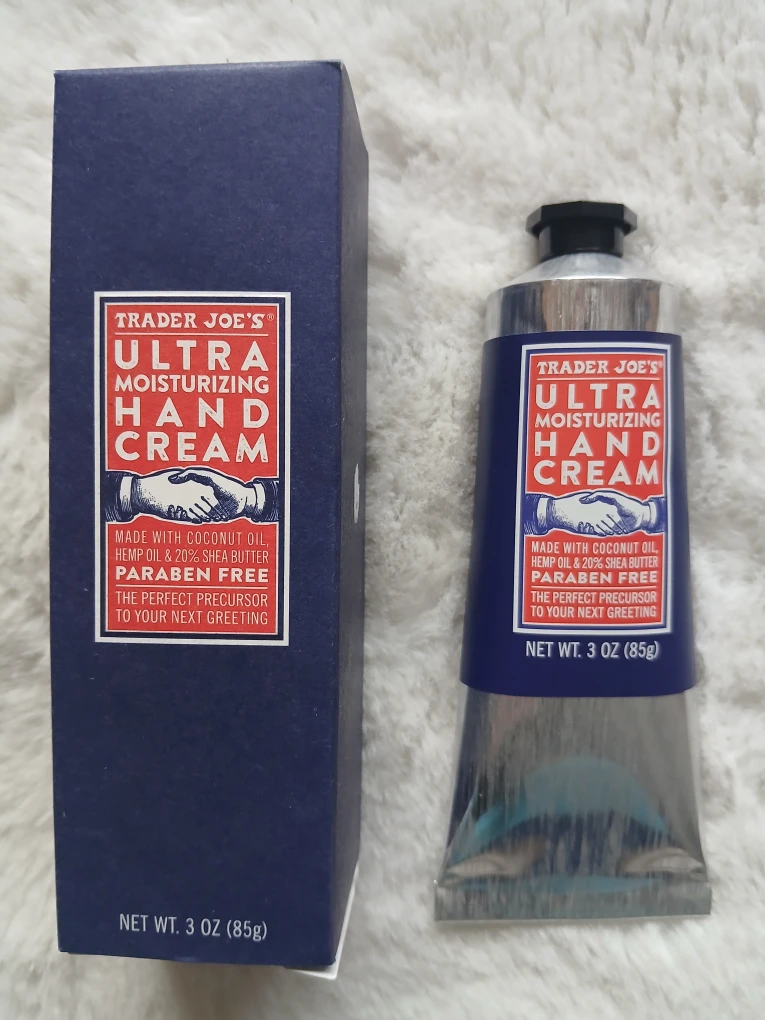 TRADER JOE'S®
ULTRA
MOISTURIZING
HAND
CREAM
MADE WITH COCONUT OIL,
HEMP OIL & 20% SHEA BUTTER
PARABEN FREE
THE PERFECT PRECURSOR
TO YOUR NEXT GREETING
NET WT. 3 OZ (85g)
TRADER JOE'S®
ULTRA
MOISTURIZING
HAND
CREAM
MADE WITH COCONUT OIL,
HEMP OIL & 20% SHEA BUTTER
PARABEN FREE
THE PERFECT PRECURSOR
TO YOUR NEXT GREETING
NET WT. 3 OZ (85g)